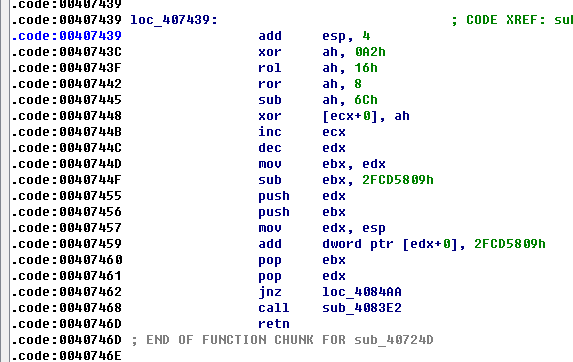 .code:00407439
.code:00407439 loc_407439: ; CODE XREF: sul
.code:00407439 add esp, 4
.code:0040743C xor ah, 0A2h
.code:0040743F rol ah, 16h
.code:00407442 ror ah, 8
.code:00407445 sub ah, 6Ch
.code:00407448 xor [ecx+0], ah
.code:0040744B inc ecx
.code:0040744C dec edx
.code:0040744D mov ebx, edx
.code:0040744F sub ebx, 2FCD5809h
.code:00407455 push edx
.code:00407456 push ebx
.code:00407457 mov edx, esp
.code:00407459 add dword ptr [edx+0], 2FCD5809h
.code:00407460 pop ebx
.code:00407461 pop edx
.code:00407462 jnz loc_4084AA
.code:00407468 call sub_4083E2
.code:0040746D retn
.code:0040746D ; END OF FUNCTION CHUNK FOR sub_40724D
.code:0040746E